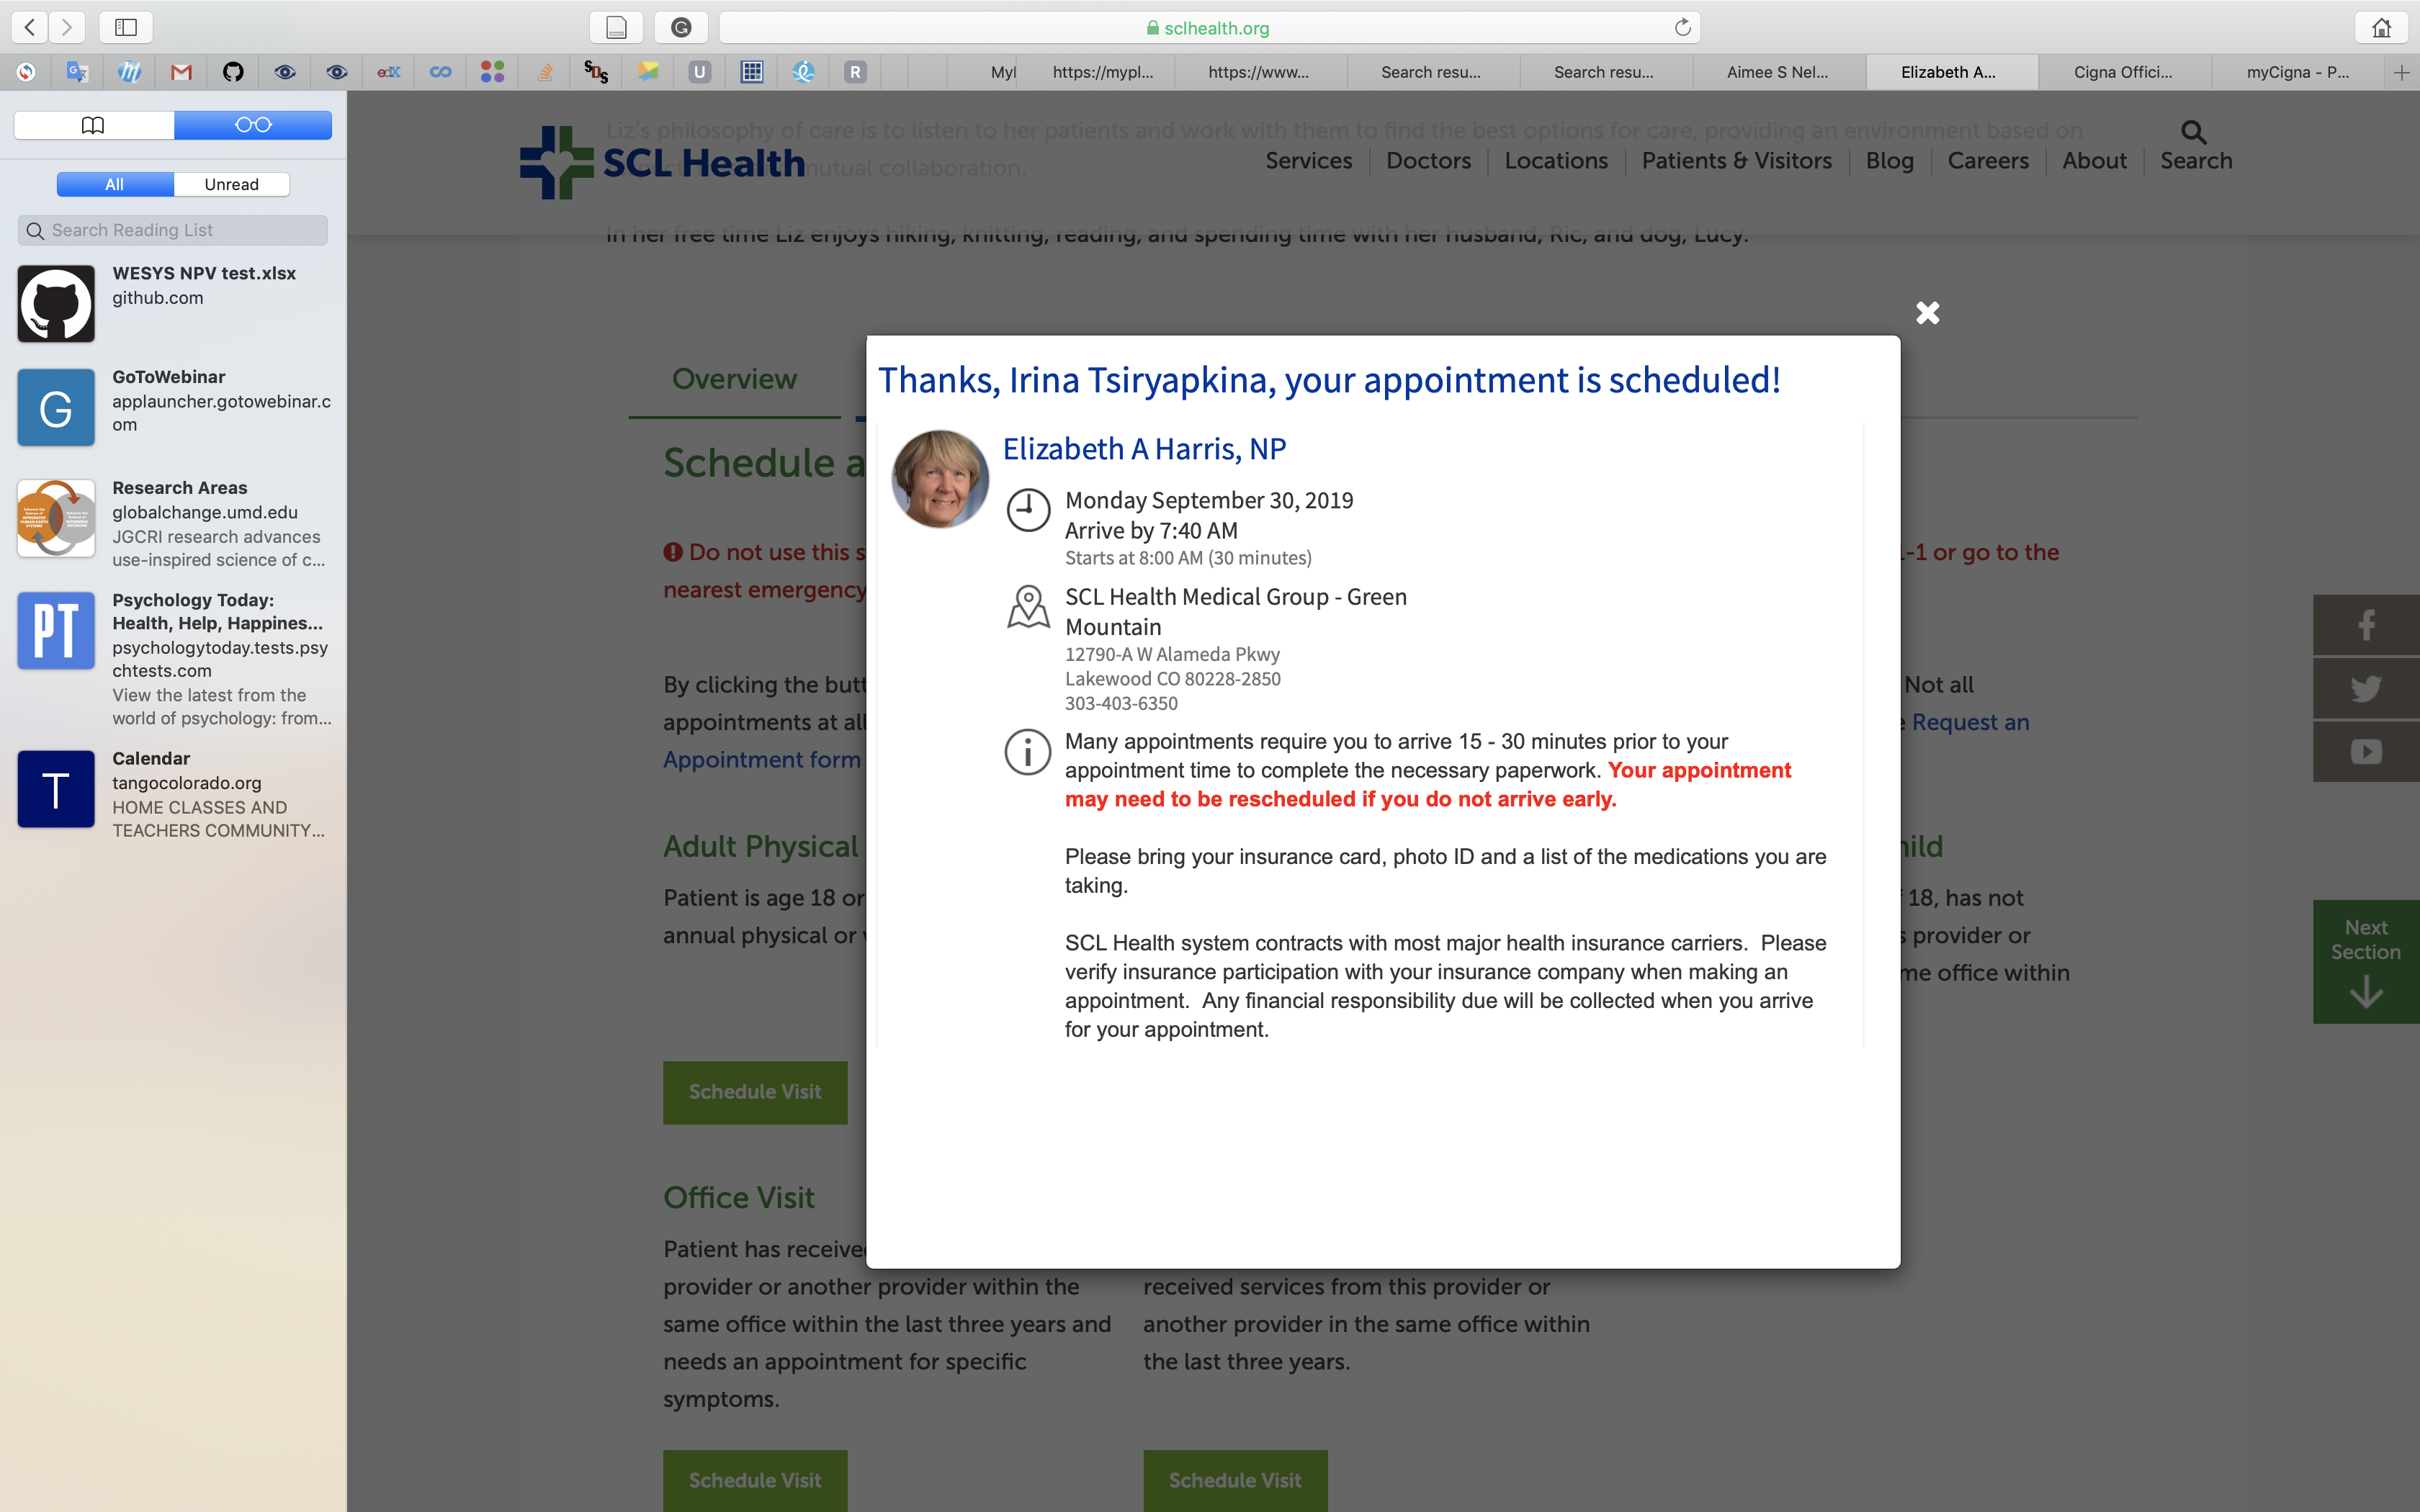 sclhealth.org
U
R
Myl
https://mypl...
https://www...
Search resu...
Search resu...
Aimee S Nel...
Elizabeth A...
Cigna Offici...
myCigna - P...
All
Unread
Search Reading List
WESYS NPV test.xlsx
github.com
G
GoToWebinar
applauncher.gotowebinar.c
om
Research Areas
globalchange.umd.edu
JGCRI research advances
use-inspired science of c...
PT
Psychology Today:
Health, Help, Happines...
psychologytoday.tests.psy
chtests.com
View the latest from the
world of psychology: from...
T
Calendar
tangocolorado.org
HOME CLASSES AND
TEACHERS COMMUNITY...
Liz's philosophy of care is to listen to her patients and work with them to find the best options for care, providing an environment based on
mutual collaboration.
SCL Health
Services
Doctors
Locations
Patients & Visitors
Blog
Careers
About
Search
In her free time Liz enjoys hiking, knitting, reading, and spending time with her husband, Ric, and dog, Lucy.
Overview
Schedule a
Do not use this s
-1 or go to the
nearest emergency
By clicking the butt
Not all
appointments at all
Request an
Appointment form
Adult Physical
hild
Patient is age 18 or
18, has not
annual physical or
provider or
me office within
Schedule Visit
Office Visit
Patient has received
provider or another provider within the
same office within the last three years and
needs an appointment for specific
symptoms.
received services from this provider or
another provider in the same office within
the last three years.
Schedule Visit
Schedule Visit
Thanks, Irina Tsiryapkina, your appointment is scheduled!
Elizabeth A Harris, NP
Monday September 30, 2019
Arrive by 7:40 AM
Starts at 8:00 AM (30 minutes)
SCL Health Medical Group - Green
Mountain
12790-A W Alameda Pkwy
Lakewood CO 80228-2850
303-403-6350
Many appointments require you to arrive 15 - 30 minutes prior to your
appointment time to complete the necessary paperwork. Your appointment
may need to be rescheduled if you do not arrive early.
Please bring your insurance card, photo ID and a list of the medications you are
taking.
SCL Health system contracts with most major health insurance carriers. Please
verify insurance participation with your insurance company when making an
appointment. Any financial responsibility due will be collected when you arrive
for your appointment.
Next
Section